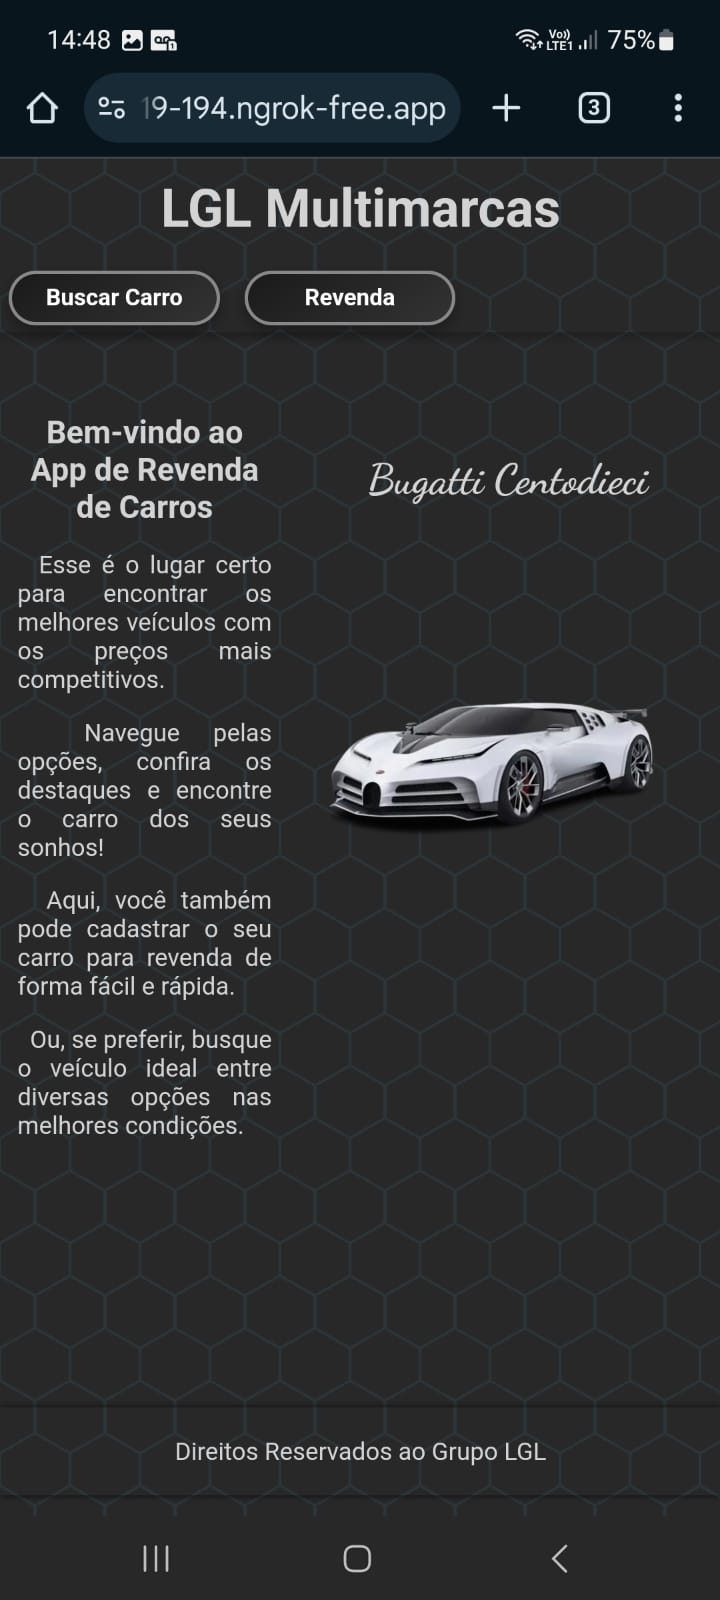 14:48
Vo))
LTE1
75%
19-194.ngrok-free.app
3
LGL Multimarcas
Buscar Carro
Revenda
Bem-vindo ao
App de Revenda
de Carros
Esse é o lugar certo
para encontrar os
melhores veículos com
os preços mais
competitivos.
Navegue pelas
opções, confira os
destaques e encontre
o carro dos seus
sonhos!
Aqui, você também
pode cadastrar o seu
carro para revenda de
forma fácil e rápida.
Ou, se preferir, busque
o veículo ideal entre
diversas opções nas
melhores condições.
Bugatti Centodieci
Direitos Reservados ao Grupo LGL